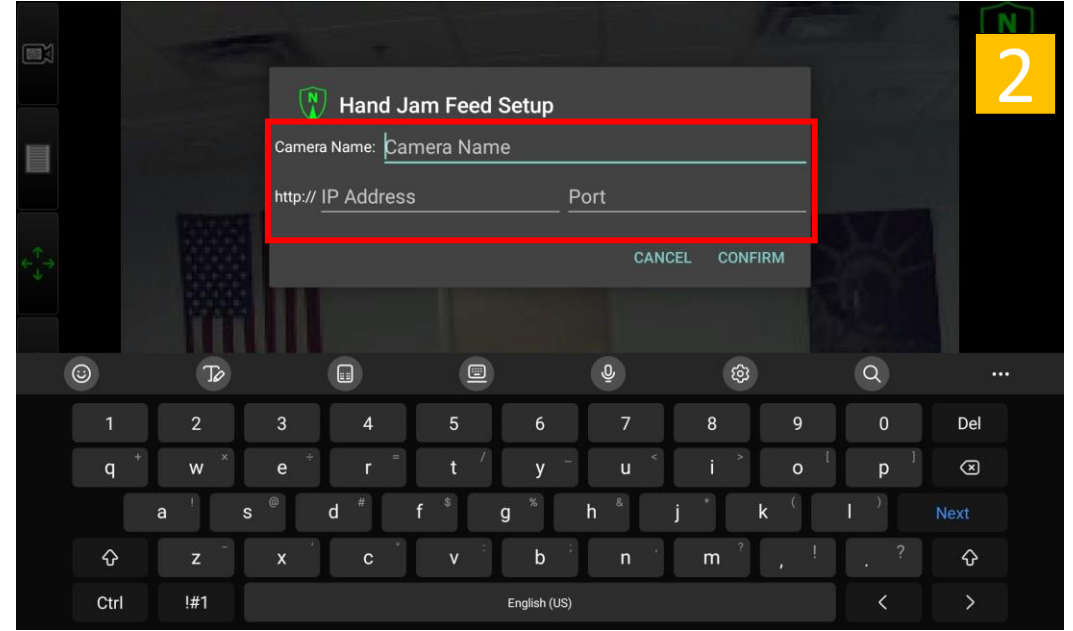 N
2
N
Hand Jam Feed Setup
Camera Name: Camera Name
http:// IP Address Port
CANCEL CONFIRM
1 2 3 4 5 6 7 8 9 0 Del
q + w × e ÷ r = t / y _ u < i > o [ p ]
a ! s @ d # f $ g % h & j * k ( l ) Next
z - x ' c " v : b ; n , m ? , ! . ?
Ctrl !#1 English (US) < >